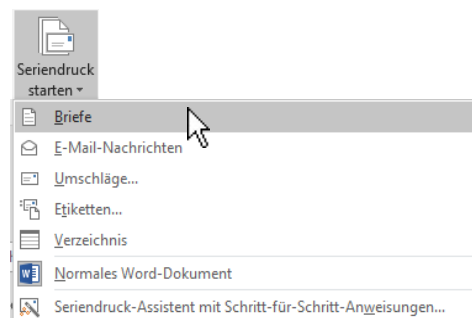 Seriendruck
starten
Briefe
E-Mail-Nachrichten
Umschläge...
Etiketten...
Verzeichnis
Normales Word-Dokument
Seriendruck-Assistent mit Schritt-für-Schritt-Anweisungen...